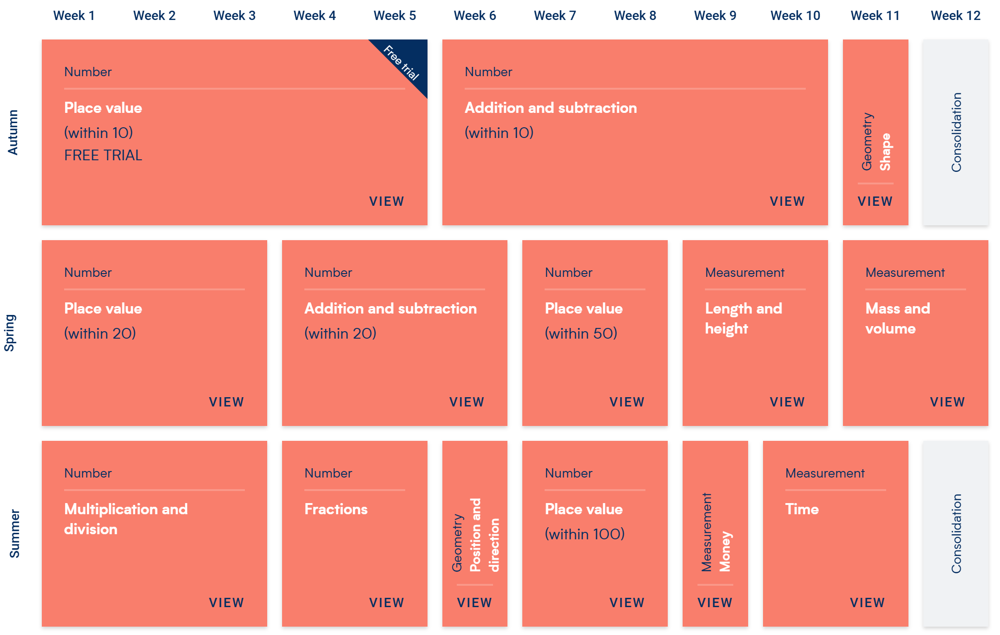 Week 1 Week 2 Week 3 Week 4 Week 5 Week 6 Week 7 Week 8 Week 9 Week 10 Week 11 Week 12
Autumn
Number
Free trial
Place value
(within 10)
FREE TRIAL
VIEW
Number
Addition and subtraction
(within 10)
VIEW
Geometry
Shape
VIEW
Consolidation
Spring
Number
Place value
(within 20)
VIEW
Number
Addition and subtraction
(within 20)
VIEW
Number
Place value
(within 50)
VIEW
Measurement
Length and
height
VIEW
Measurement
Mass and
volume
VIEW
Summer
Number
Multiplication and
division
VIEW
Number
Fractions
VIEW
Geometry
Position and
direction
VIEW
Number
Place value
(within 100)
VIEW
Measurement
Money
VIEW
Measurement
Time
VIEW
Consolidation